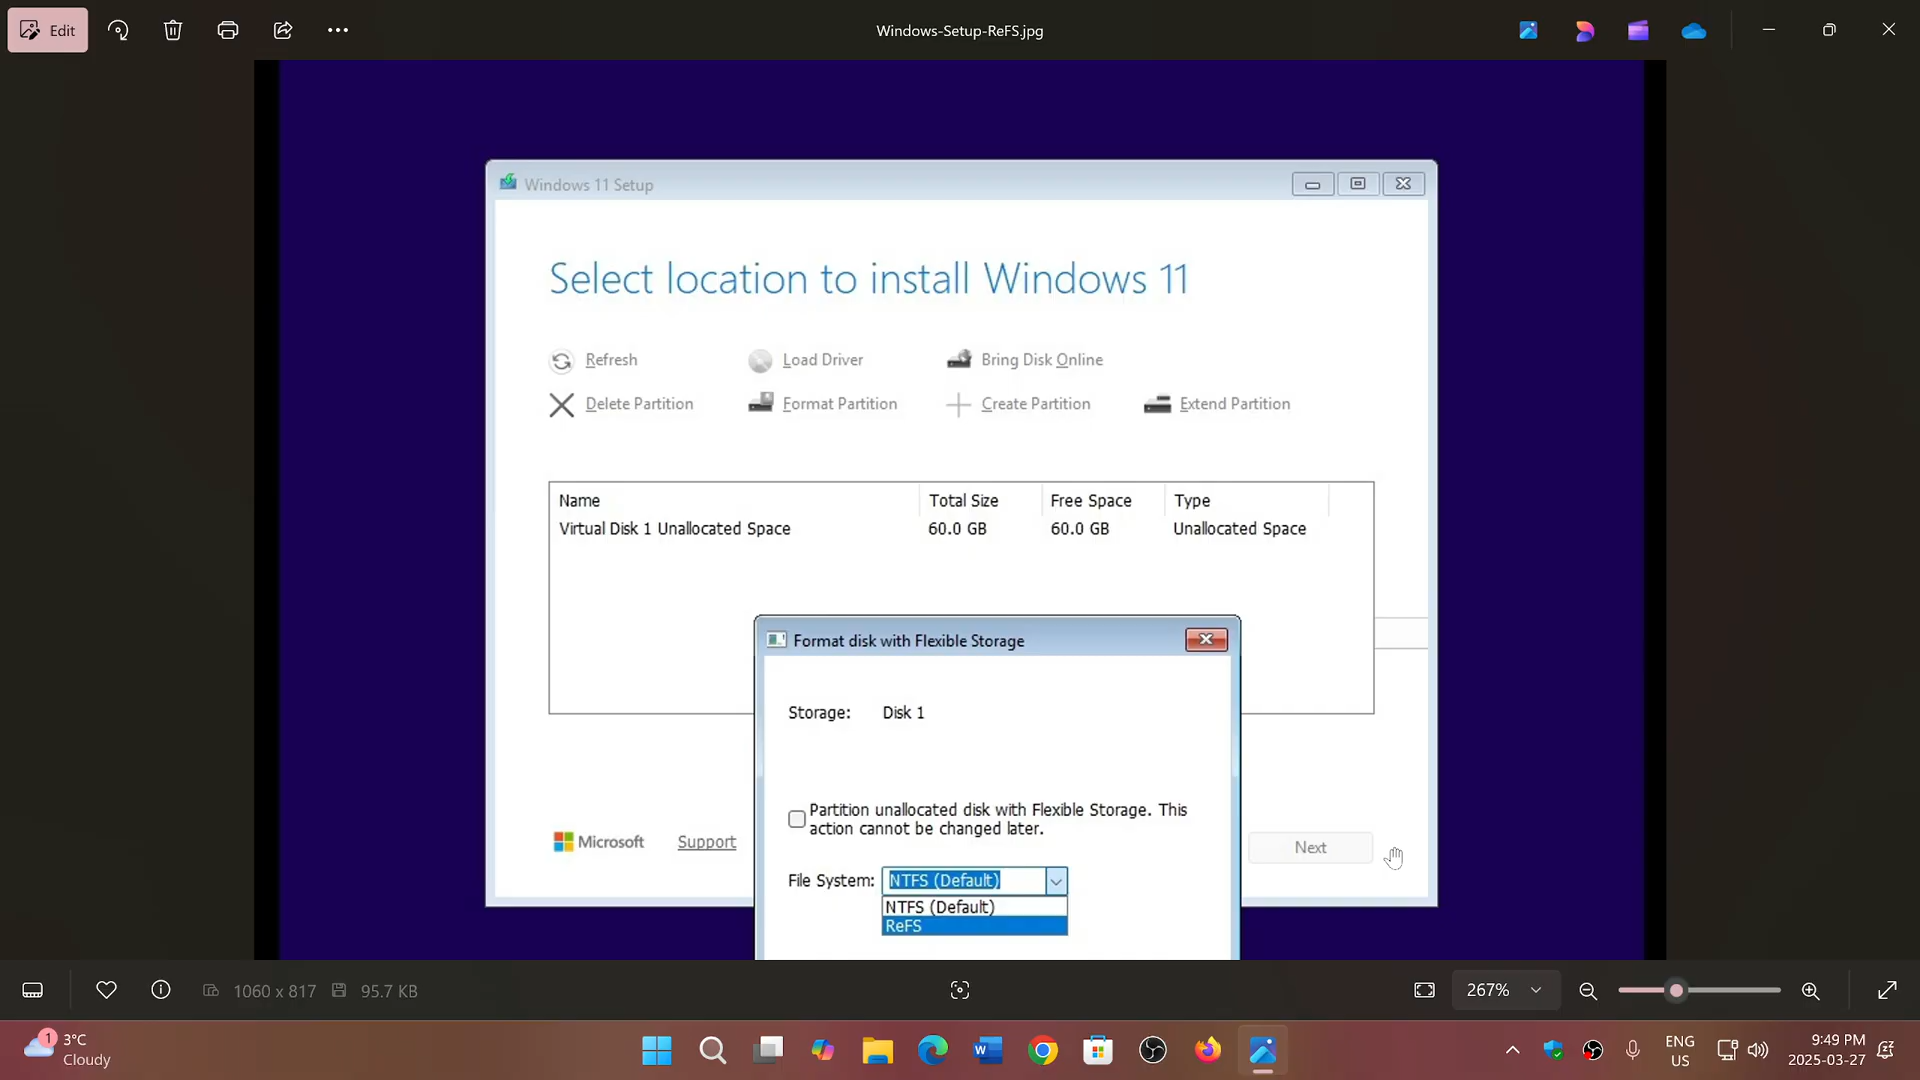 Edit
Windows-Setup-ReFS.jpg
Windows 11 Setup
Select location to install Windows 11
Refresh Load Driver Bring Disk Online
Delete Partition Format Partition Create Partition Extend Partition
Name Total Size Free Space Type
Virtual Disk 1 Unallocated Space 60.0 GB 60.0 GB Unallocated Space
Format disk with Flexible Storage
Storage: Disk 1
Partition unallocated disk with Flexible Storage. This
action cannot be changed later.
Microsoft Support
Next
File System: NTFS (Default)
NTFS (Default)
ReFS
1060 x 817 95.7 KB
267%
1
3°C
Cloudy
ENG
US
9:49 PM
2025-03-27